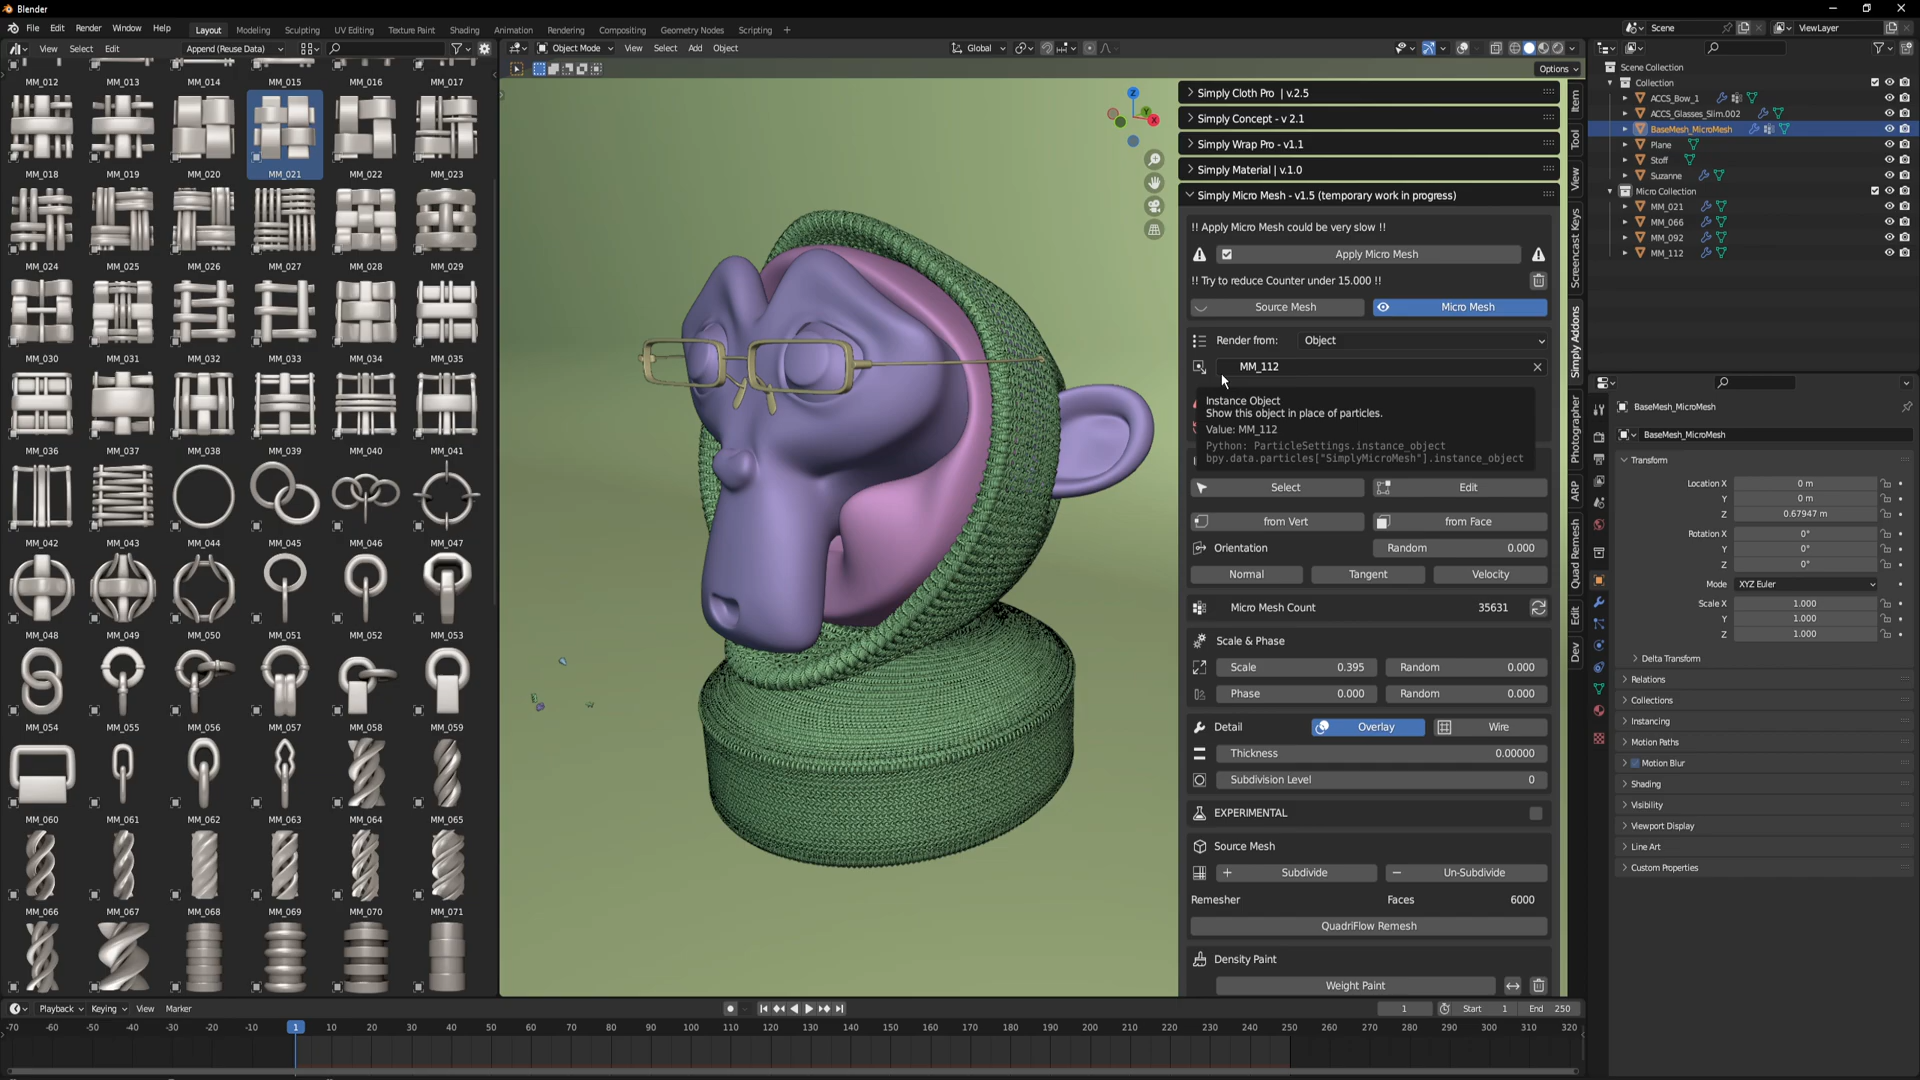 Blender
File Edit Render Window Help
Layout Modeling Sculpting UV Editing Texture Paint Shading Animation Rendering Compositing Geometry Nodes Scripting +
Scene
ViewLayer
View Select Edit Append (Reuse Data)
Object Mode View Select Add Object
Global
Options
MM_012 MM_013 MM_014 MM_015 MM_016 MM_017
MM_018 MM_019 MM_020 MM_021 MM_022 MM_023
MM_024 MM_025 MM_026 MM_027 MM_028 MM_029
MM_030 MM_031 MM_032 MM_033 MM_034 MM_035
MM_036 MM_037 MM_038 MM_039 MM_040 MM_041
MM_042 MM_043 MM_044 MM_045 MM_046 MM_047
MM_048 MM_049 MM_050 MM_051 MM_052 MM_053
MM_054 MM_055 MM_056 MM_057 MM_058 MM_059
MM_060 MM_061 MM_062 MM_063 MM_064 MM_065
MM_066 MM_067 MM_068 MM_069 MM_070 MM_071
Z
Y
X
Simply Cloth Pro | v.2.5
Simply Concept - v 2.1
Simply Wrap Pro - v1.1
Simply Material | v.1.0
Simply Micro Mesh - v1.5 (temporary work in progress)
!! Apply Micro Mesh could be very slow !!
Apply Micro Mesh
!! Try to reduce Counter under 15.000 !!
Source Mesh Micro Mesh
Render from: Object
MM_112
Instance Object
Show this object in place of particles.
Value: MM_112
Python: ParticleSettings.instance_object
bpy.data.particles["SimplyMicroMesh"].instance_object
Select Edit
from Vert from Face
Orientation Random 0.000
Normal Tangent Velocity
Micro Mesh Count 35631
Scale & Phase
Scale 0.395 Random 0.000
Phase 0.000 Random 0.000
Detail Overlay Wire
Thickness 0.00000
Subdivision Level 0
EXPERIMENTAL
Source Mesh
+ Subdivide − Un-Subdivide
Remesher Faces 6000
QuadriFlow Remesh
Density Paint
Weight Paint
Item
Tool
View
Screencast Keys
Simply Addons
Photographer
ARP
Quad Remesh
Edit
Dev
Scene Collection
Collection
ACCS_Bow_1
ACCS_Glasses_Slim.002
BaseMesh_MicroMesh
Plane
Stoff
Suzanne
Micro Collection
MM_021
MM_066
MM_092
MM_112
BaseMesh_MicroMesh
BaseMesh_MicroMesh
Transform
Location X 0 m
Y 0 m
Z 0.67947 m
Rotation X 0°
Y 0°
Z 0°
Mode XYZ Euler
Scale X 1.000
Y 1.000
Z 1.000
Delta Transform
Relations
Collections
Instancing
Motion Paths
Motion Blur
Shading
Visibility
Viewport Display
Line Art
Custom Properties
Playback Keying View Marker
1 Start 1 End 250
-70 -60 -50 -40 -30 -20 -10 1 10 20 30 40 50 60 70 80 90 100 110 120 130 140 150 160 170 180 190 200 210 220 230 240 250 260 270 280 290 300 310 320